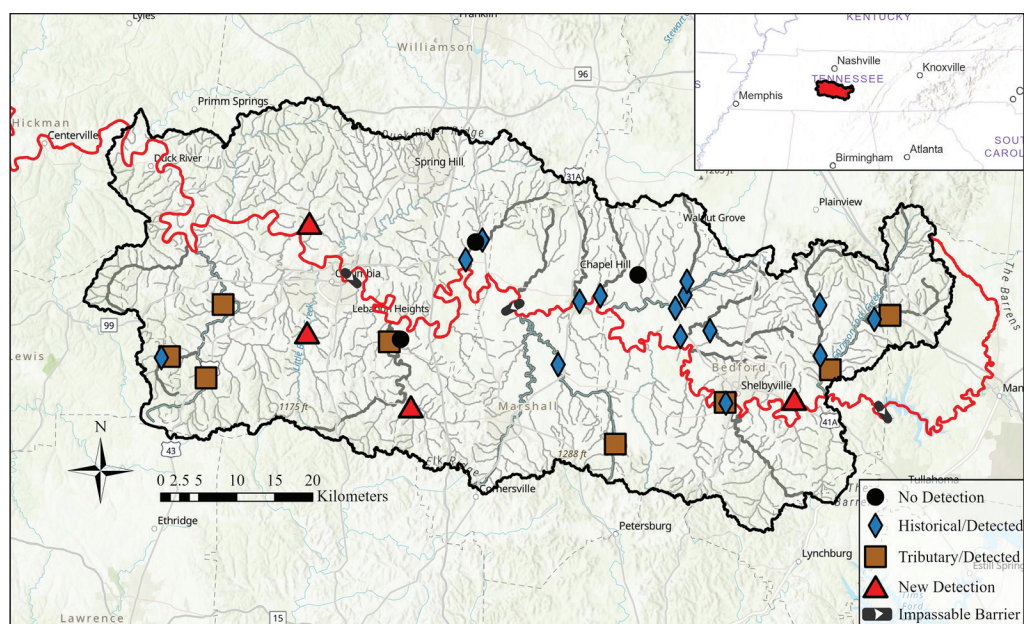 Lyles
Franklin
Williamson
96
Primm Springs
Hickman
Centerville
Duck River
Duck River Ridge
Spring Hill
31A
Walnut Grove
Plainview
Chapel Hill
Lebanon Heights
The Barrens
99
Lewis
Bedford
Shelbyville
Marshall
1175 ft
1288 ft
41A
43
Elk Ridge
Cornersville
N
0 2.5 5 10 15 20
Kilometers
Ethridge
Petersburg
Lynchburg
Tullahoma
Lawrence
15
KENTUCKY
Nashville
TENNESSEE
Knoxville
Memphis
Birmingham
Atlanta
No Detection
Historical/Detected
Tributary/Detected
New Detection
Impassable Barrier